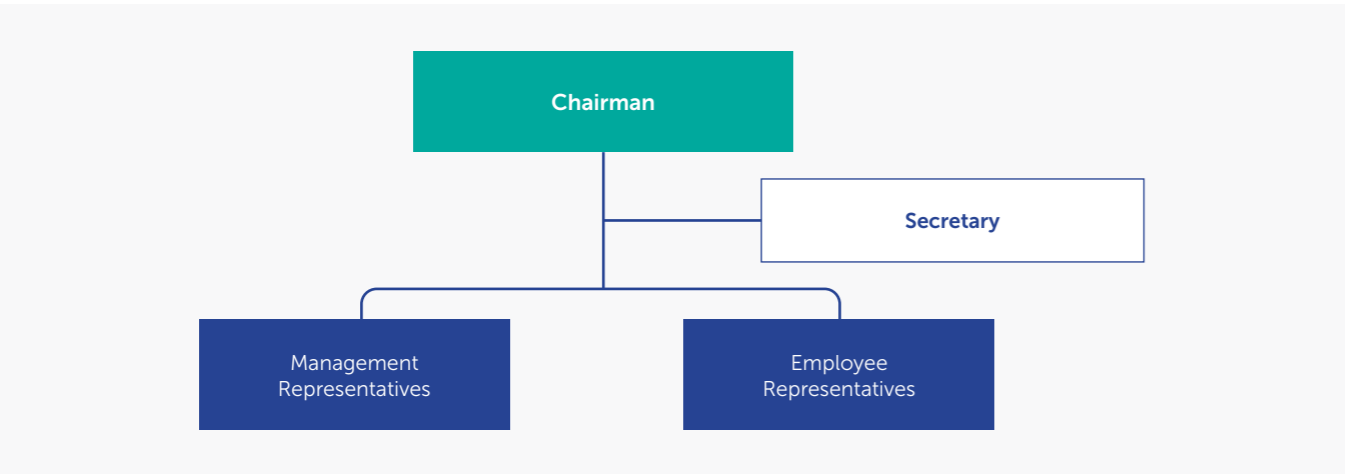 Chairman
Secretary
Management
Representatives
Employee
Representatives